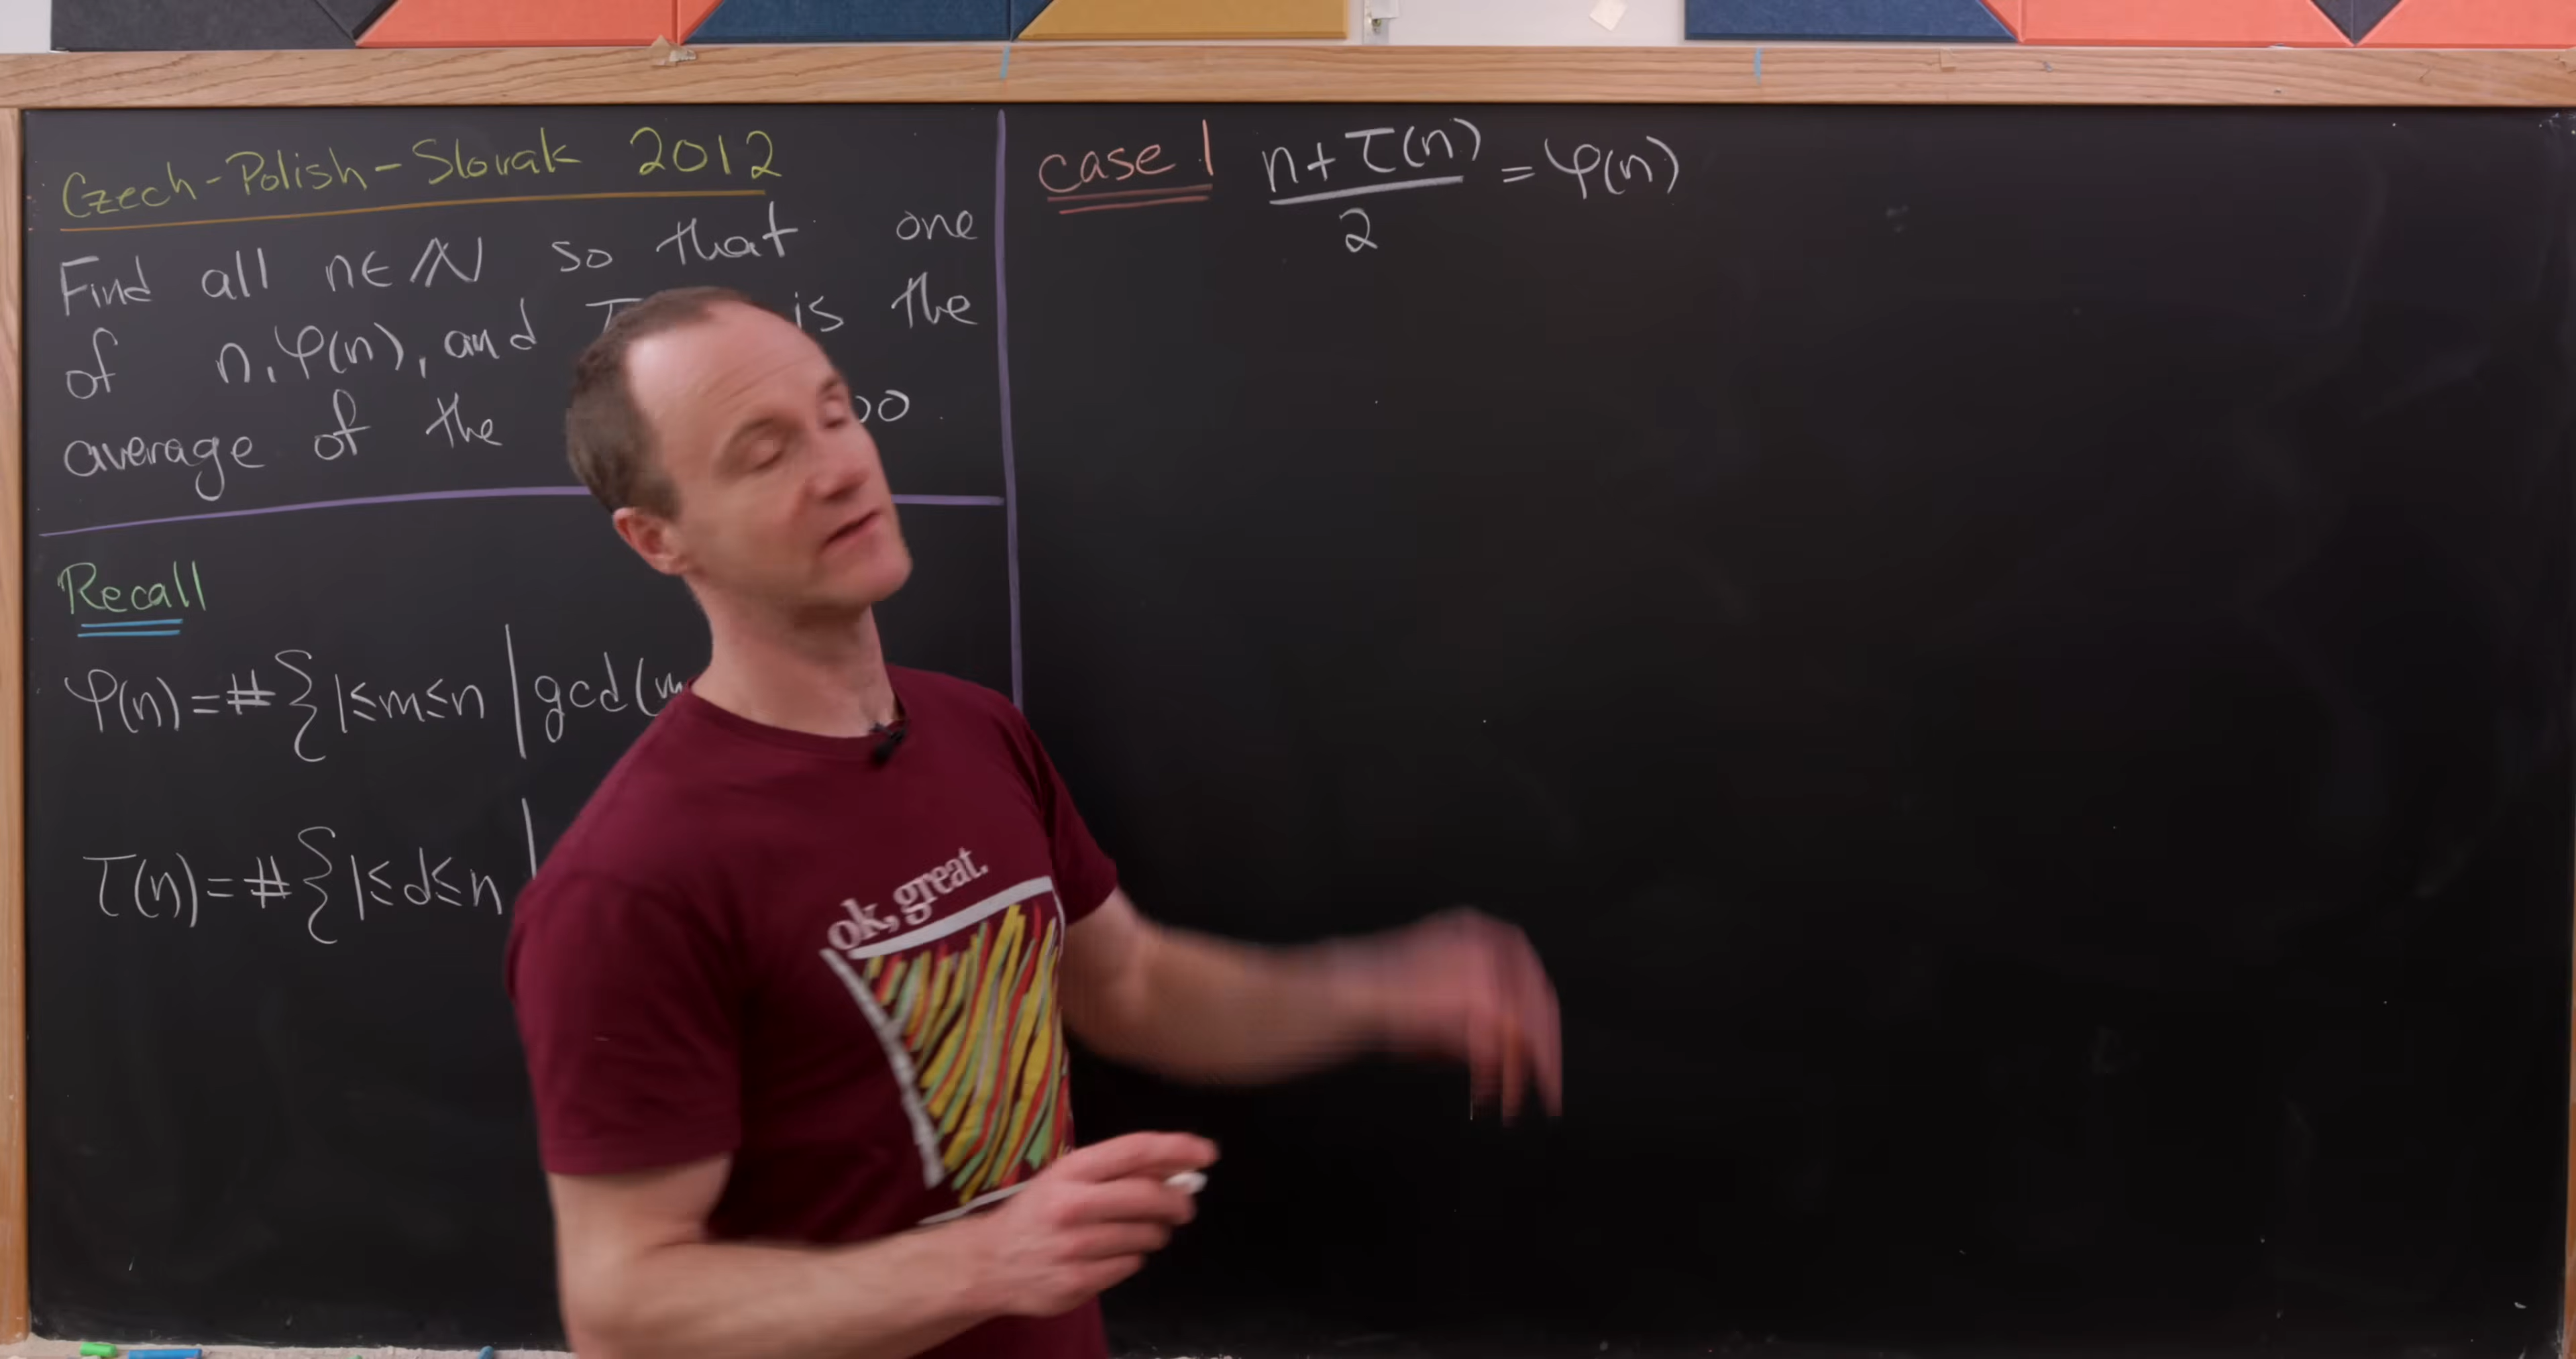 Czech-Polish-Slovak 2012
Find all n∈ℕ so that one
of n, φ(n), and τ is the
average of the
Recall
φ(n)=#{1≤m≤n | gcd(m
τ(n)=#{1≤d≤n |
case 1 (n+τ(n))/2 = φ(n)
ok, great.